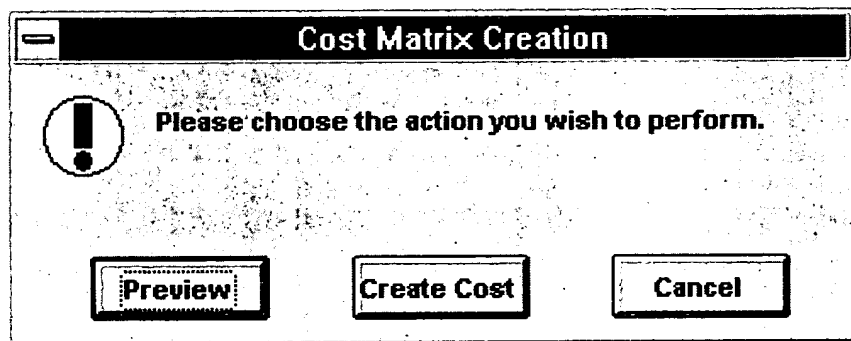 Cost Matrix Creation
Please choose the action you wish to perform.
Preview Create Cost Cancel